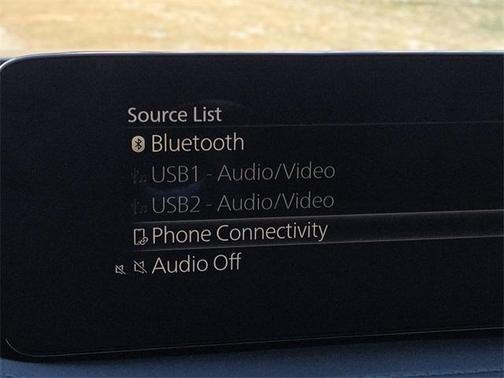 Source List
Bluetooth
USB1 - Audio/Video
USB2 - Audio/Video
Phone Connectivity
Audio Off